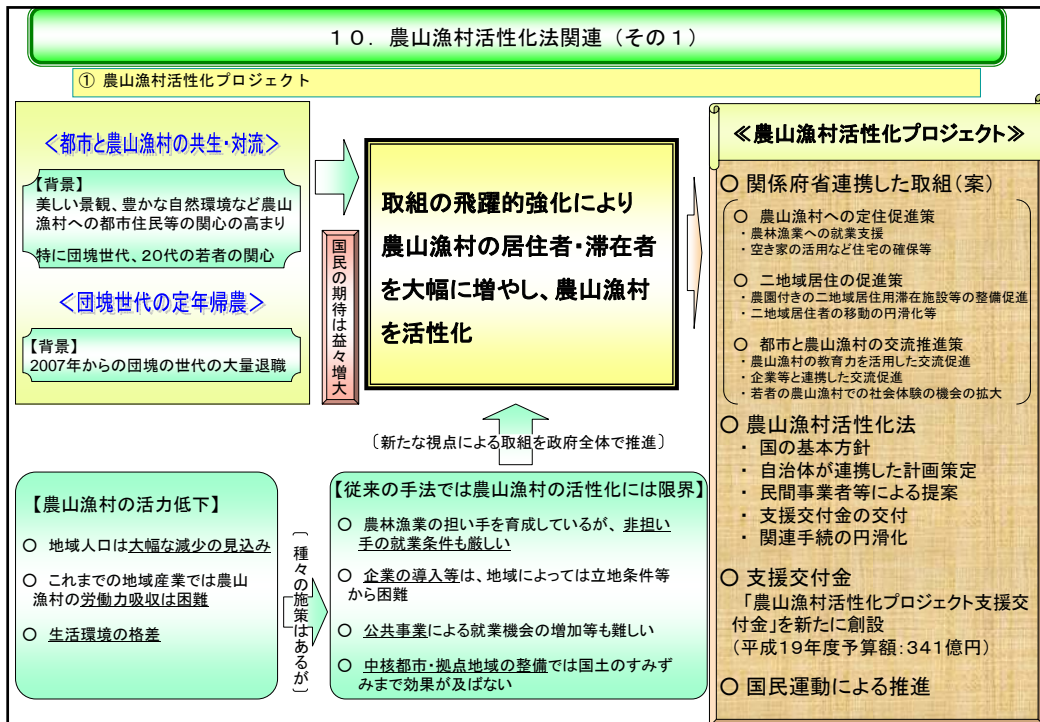 １０．農山漁村活性化法関連（その１）
① 農山漁村活性化プロジェクト
＜都市と農山漁村の共生・対流＞
【背景】
美しい景観、豊かな自然環境など農山
漁村への都市住民等の関心の高まり
特に団塊世代、20代の若者の関心
＜団塊世代の定年帰農＞
【背景】
2007年からの団塊の世代の大量退職
国民の期待は益々増大
取組の飛躍的強化により
農山漁村の居住者・滞在者
を大幅に増やし、農山漁村
を活性化
〔新たな視点による取組を政府全体で推進〕
【農山漁村の活力低下】
○ 地域人口は大幅な減少の見込み
○ これまでの地域産業では農山
漁村の労働力吸収は困難
○ 生活環境の格差
〔種々の施策はあるが〕
【従来の手法では農山漁村の活性化には限界】
○ 農林漁業の担い手を育成しているが、非担い
手の就業条件も厳しい
○ 企業の導入等は、地域によっては立地条件等
から困難
○ 公共事業による就業機会の増加等も難しい
○ 中核都市・拠点地域の整備では国土のすみず
みまで効果が及ばない
≪農山漁村活性化プロジェクト≫
○ 関係府省連携した取組（案）
○ 農山漁村への定住促進策
・農林漁業への就業支援
・空き家の活用など住宅の確保等
○ 二地域居住の促進策
・農園付きの二地域居住用滞在施設等の整備促進
・二地域居住者の移動の円滑化等
○ 都市と農山漁村の交流推進策
・農山漁村の教育力を活用した交流促進
・企業等と連携した交流促進
・若者の農山漁村での社会体験の機会の拡大
○ 農山漁村活性化法
・ 国の基本方針
・ 自治体が連携した計画策定
・ 民間事業者等による提案
・ 支援交付金の交付
・ 関連手続の円滑化
○ 支援交付金
「農山漁村活性化プロジェクト支援交
付金」を新たに創設
（平成19年度予算額：341億円）
○ 国民運動による推進